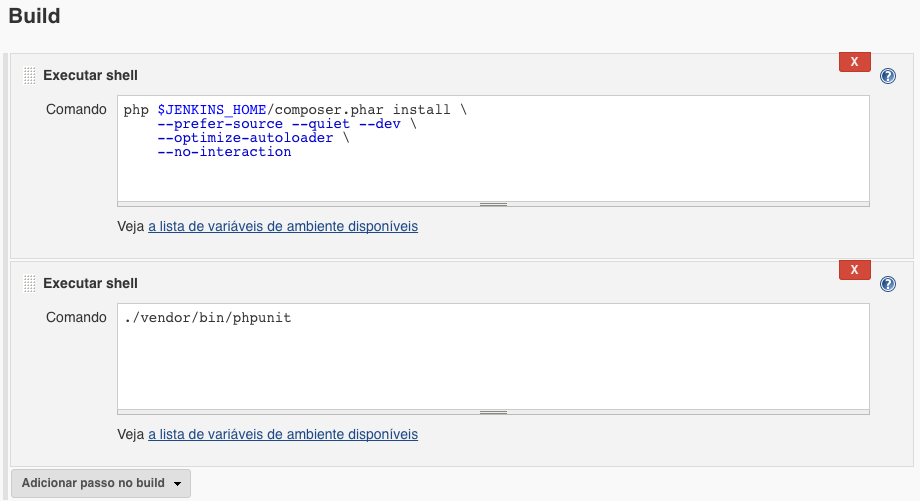 Build
Executar shell
X
?
Comando
php $JENKINS_HOME/composer.phar install \
--prefer-source --quiet --dev \
--optimize-autoloader \
--no-interaction
Veja a lista de variáveis de ambiente disponíveis
Executar shell
X
?
Comando
./vendor/bin/phpunit
Veja a lista de variáveis de ambiente disponíveis
Adicionar passo no build